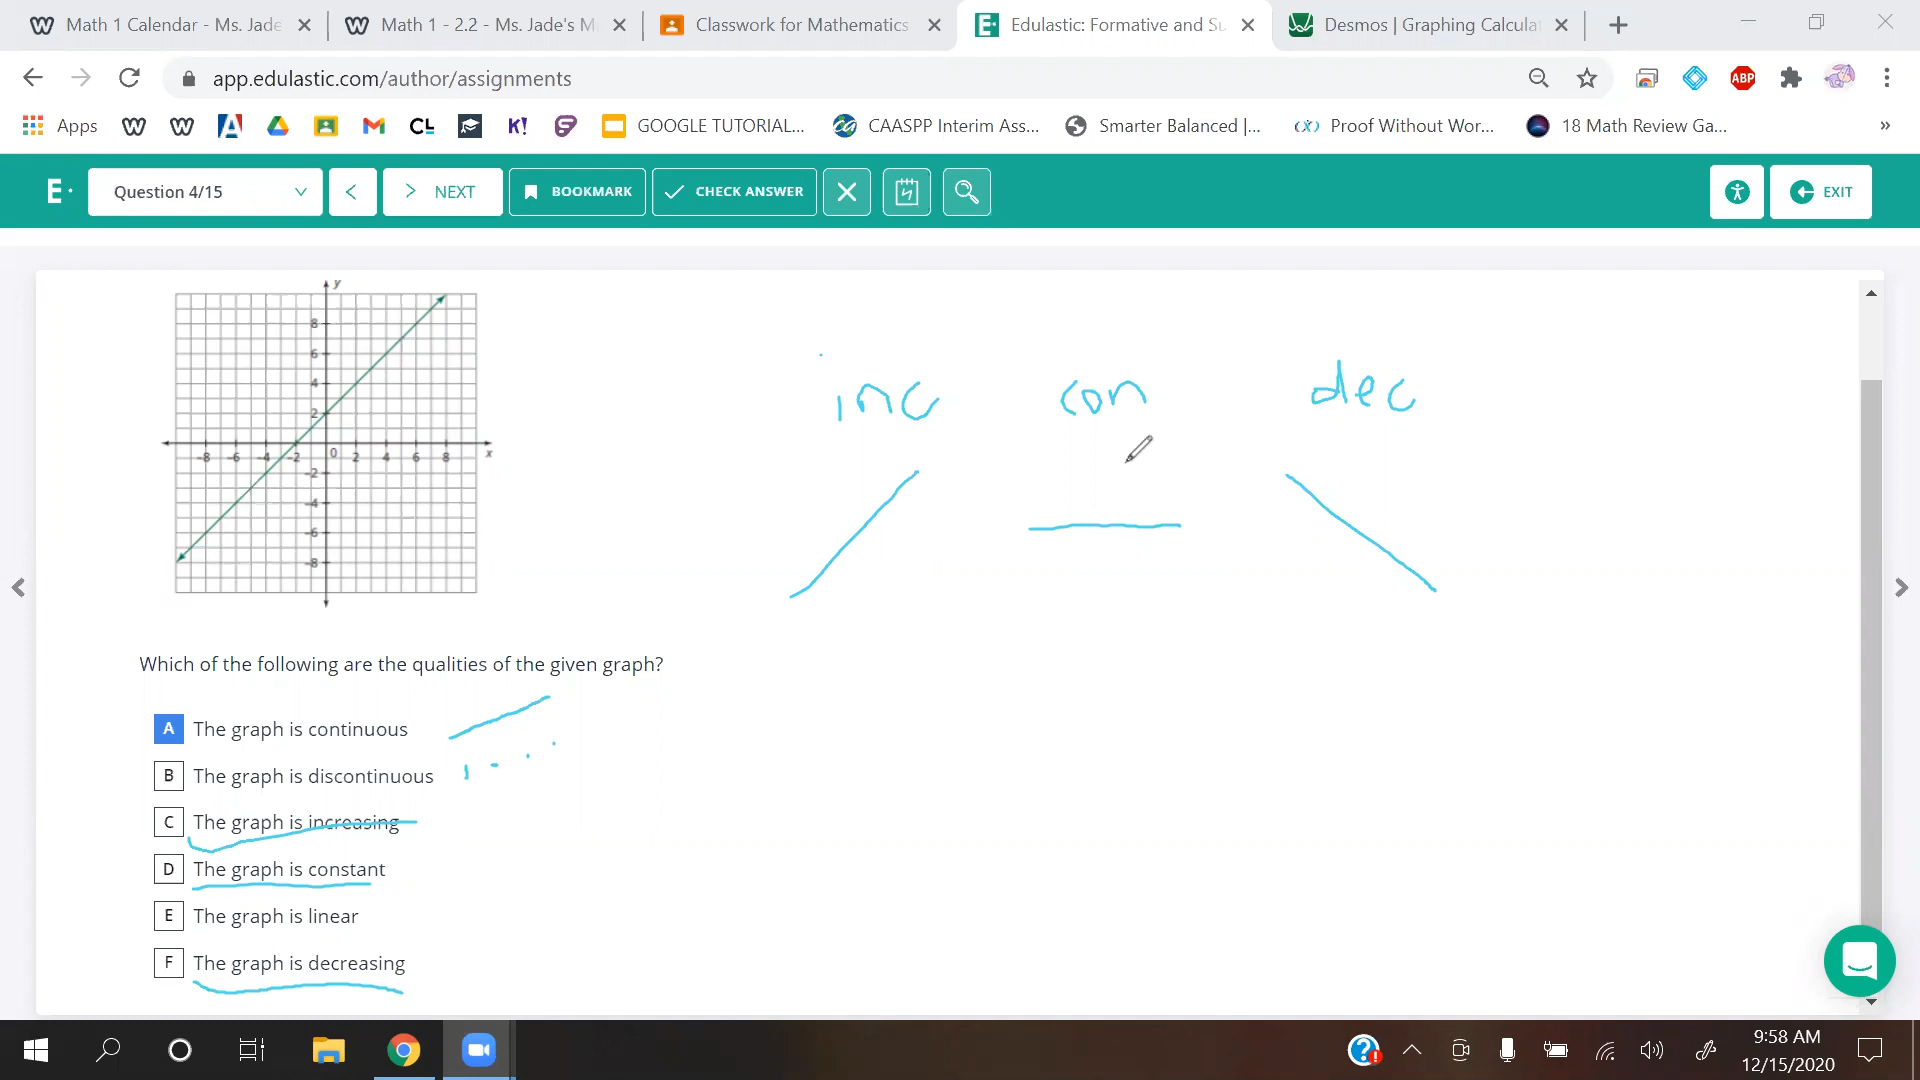 Math 1 Calendar - Ms. Jade
Math 1 - 2.2 - Ms. Jade's M
Classwork for Mathematics
Edulastic: Formative and Su
Desmos | Graphing Calculat
app.edulastic.com/author/assignments
ABP
Apps
CL
K!
GOOGLE TUTORIAL...
CAASPP Interim Ass...
Smarter Balanced |...
Proof Without Wor...
18 Math Review Ga...
»
E
Question 4/15
NEXT
BOOKMARK
CHECK ANSWER
EXIT
y
8
6
4
2
-8 -6 -4 -2 0 2 4 6 8 x
-2
-4
-6
-8
inc con dec
Which of the following are the qualities of the given graph?
A The graph is continuous
B The graph is discontinuous
C The graph is increasing
D The graph is constant
E The graph is linear
F The graph is decreasing
9:58 AM
12/15/2020